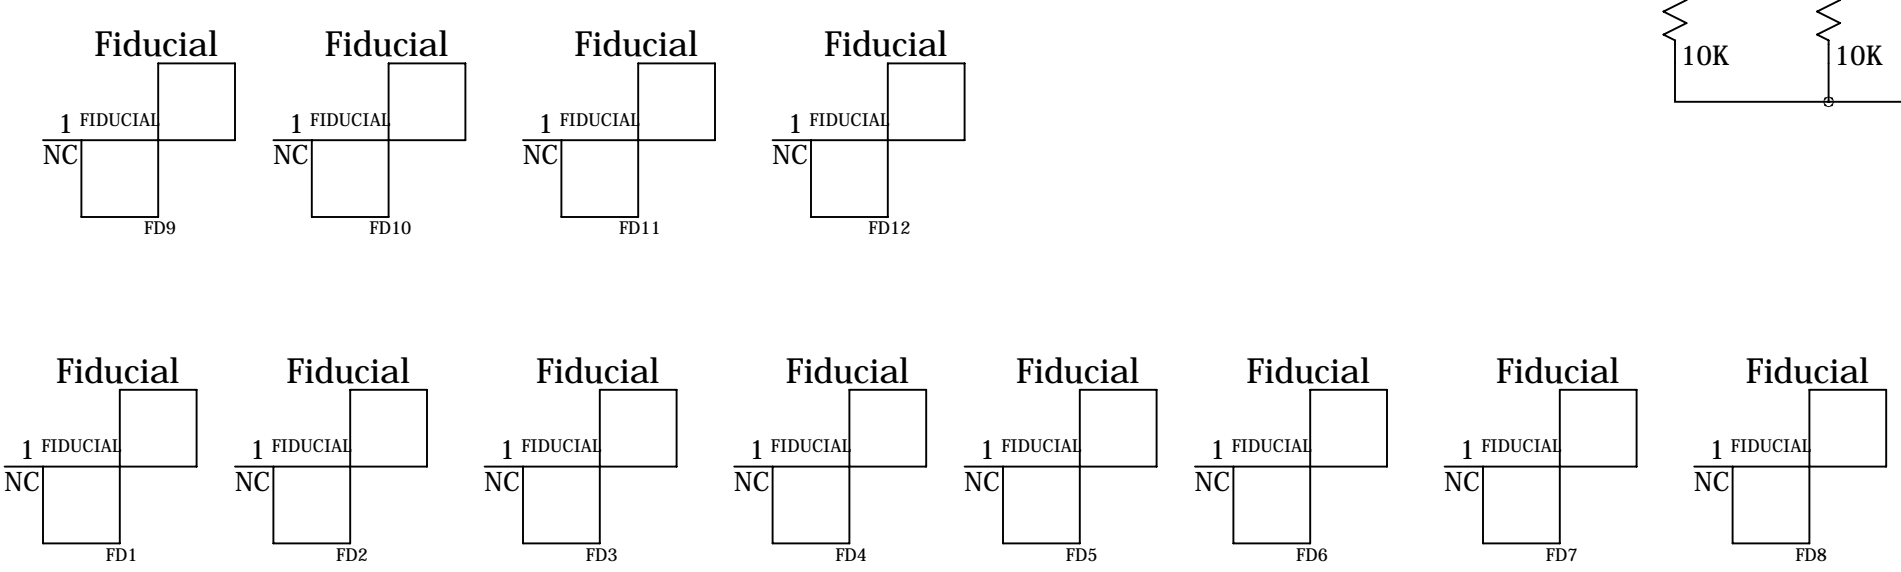 Fiducial Fiducial Fiducial Fiducial
10K 10K
1 FIDUCIAL 1 FIDUCIAL 1 FIDUCIAL 1 FIDUCIAL
NC NC NC NC
FD9 FD10 FD11 FD12
Fiducial Fiducial Fiducial Fiducial Fiducial Fiducial Fiducial Fiducial
1 FIDUCIAL 1 FIDUCIAL 1 FIDUCIAL 1 FIDUCIAL 1 FIDUCIAL 1 FIDUCIAL 1 FIDUCIAL 1 FIDUCIAL
NC NC NC NC NC NC NC NC
FD1 FD2 FD3 FD4 FD5 FD6 FD7 FD8